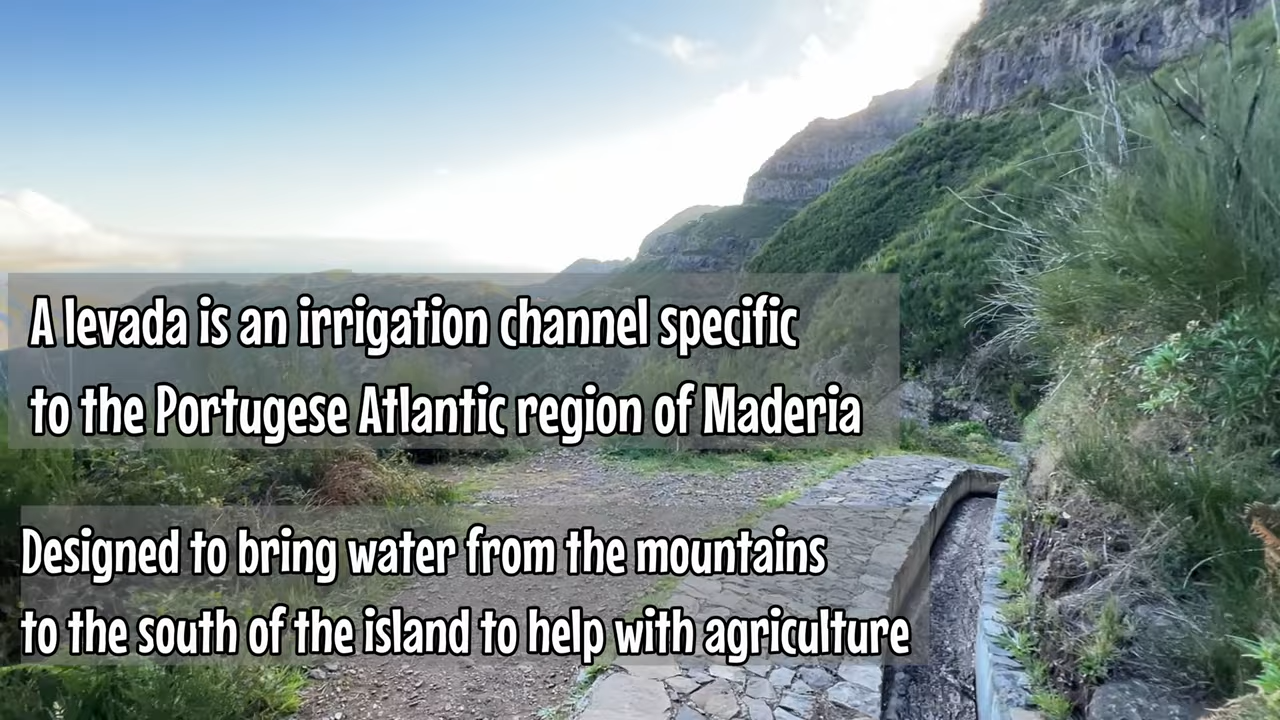 A levada is an irrigation channel specific
to the Portugese Atlantic region of Maderia
Designed to bring water from the mountains
to the south of the island to help with agriculture